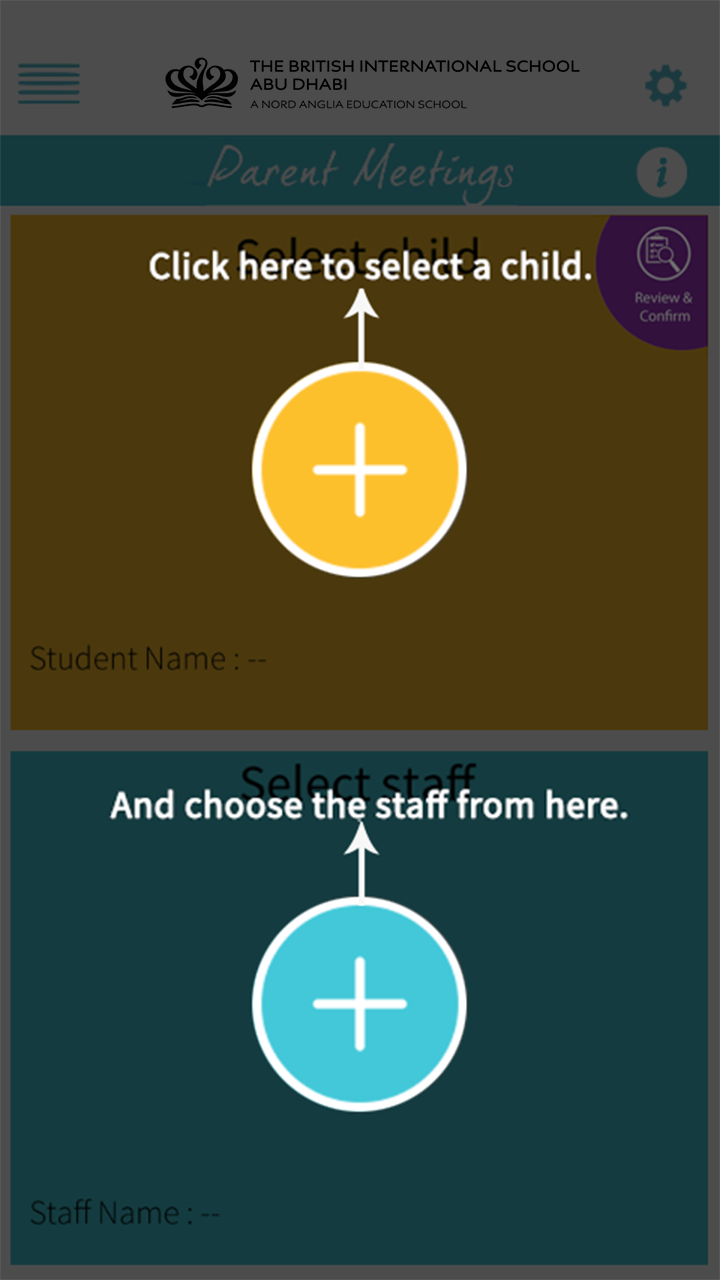 THE BRITISH INTERNATIONAL SCHOOL
ABU DHABI
A NORD ANGLIA EDUCATION SCHOOL
Parent Meetings
i
Select child
Click here to select a child.
Review &
Confirm
Student Name : --
Select staff
And choose the staff from here.
Staff Name : --